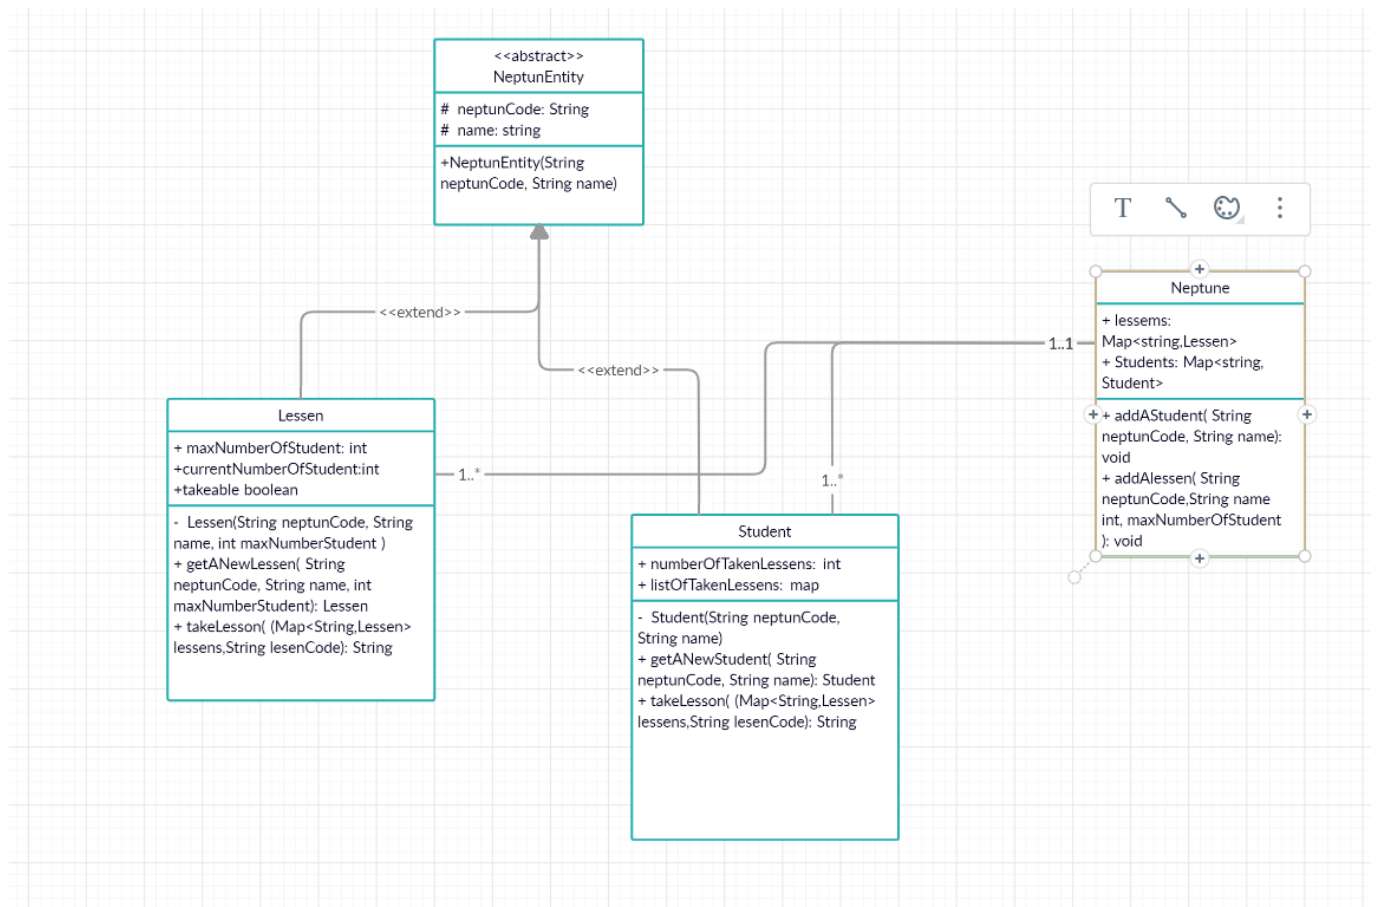 <<abstract>>
NeptunEntity
# neptunCode: String
# name: string
+NeptunEntity(String
neptunCode, String name)
T
<<extend>>
<<extend>>
1..1
1..*
1..*
Lessen
+ maxNumberOfStudent: int
+currentNumberOfStudent:int
+takeable boolean
- Lessen(String neptunCode, String
name, int maxNumberStudent )
+ getANewLessen( String
neptunCode, String name, int
maxNumberStudent): Lessen
+ takeLesson( (Map<String,Lessen>
lessens,String lesenCode): String
Student
+ numberOfTakenLessens: int
+ listOfTakenLessens: map
- Student(String neptunCode,
String name)
+ getANewStudent( String
neptunCode, String name): Student
+ takeLesson( (Map<String,Lessen>
lessens,String lesenCode): String
Neptune
+ lessems:
Map<string,Lessen>
+ Students: Map<string,
Student>
+ addAStudent( String
neptunCode, String name):
void
+ addAlessen( String
neptunCode,String name
int, maxNumberOfStudent
): void